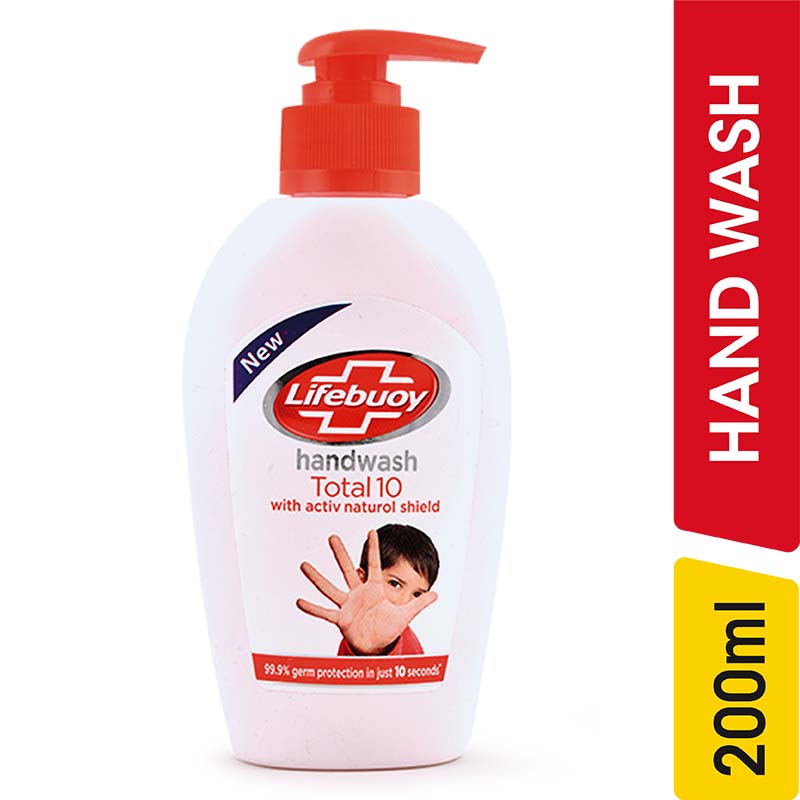 New
Lifebuoy
handwash
Total 10
with activ naturol shield
99.9% germ protection in just 10 seconds*
HAND WASH
200ml